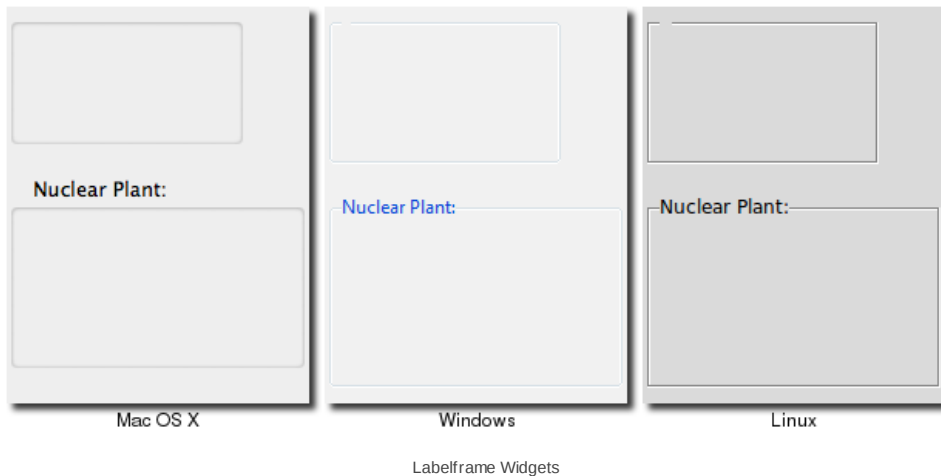 Nuclear Plant:
Nuclear Plant:
Nuclear Plant:
Mac OS X
Windows
Linux
Labelframe Widgets